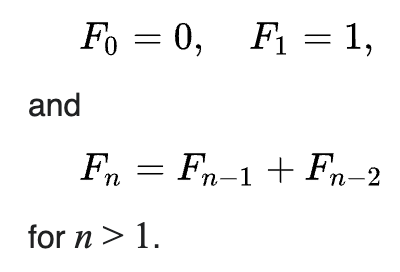 F₀ = 0, F₁ = 1,
and
Fₙ = Fₙ₋₁ + Fₙ₋₂
for n > 1.